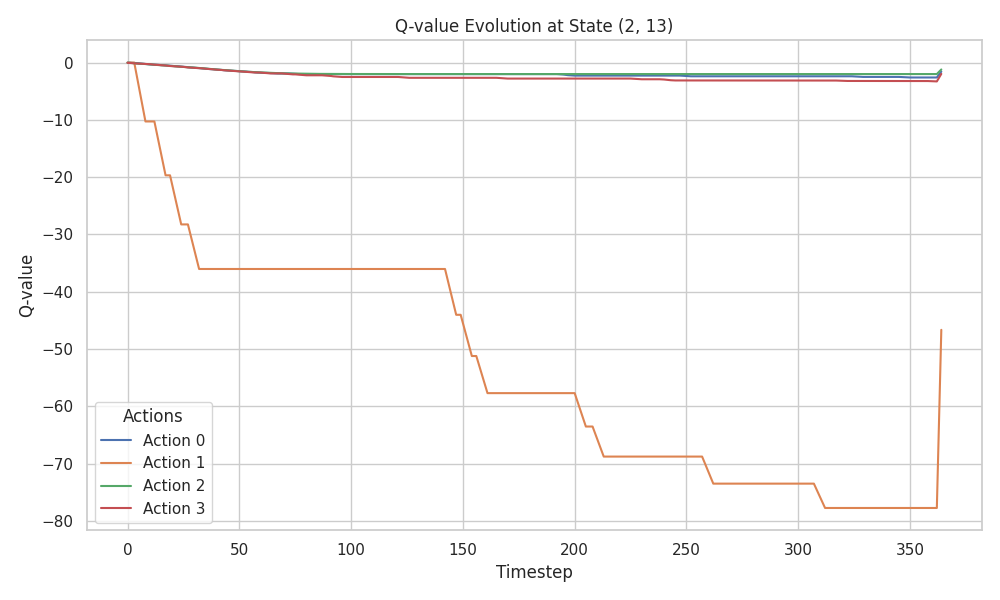 Q-value Evolution at State (2, 13)
0
−10
−20
−30
−40
−50
−60
−70
−80
Q-value
Actions
Action 0
Action 1
Action 2
Action 3
0
50
100
150
200
250
300
350
Timestep